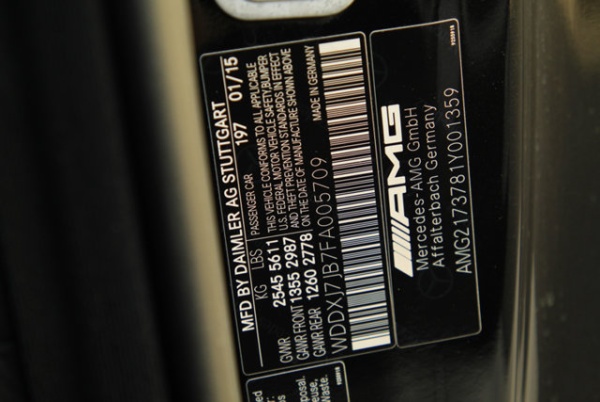 MFD BY DAIMLER AG STUTTGART
PASSENGER CAR 197 01/15
KG LBS
GVWR 2545 5611
GAWR FRONT 1355 2987
GAWR REAR 1260 2778
THIS VEHICLE CONFORMS TO ALL APPLICABLE
U.S. FEDERAL MOTOR VEHICLE SAFETY,BUMPER
AND THEFT PREVENTION STANDARDS IN EFFECT
ON THE DATE OF MANUFACTURE SHOWN ABOVE
WDDXJ7JB7FA005709 MADE IN GERMANY
AMG
Mercedes-AMG GmbH
Affalterbach Germany
AMG2173781Y001359